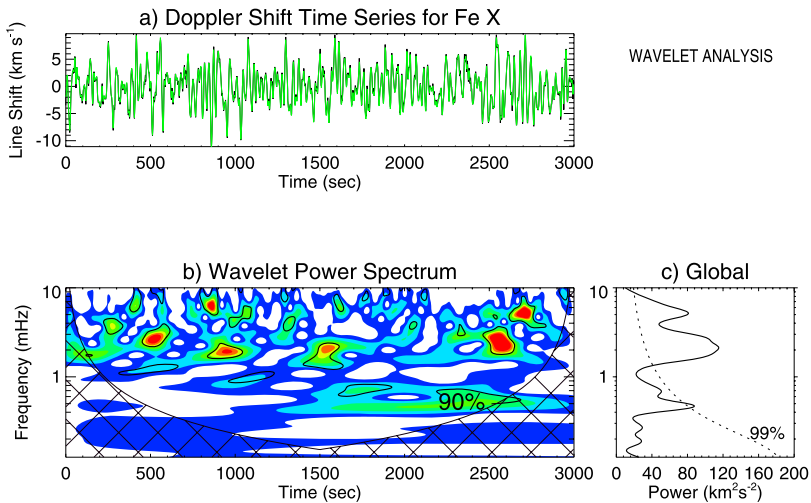 a) Doppler Shift Time Series for Fe X
WAVELET ANALYSIS
Line Shift (km s-1)
5
0
-5
-10
0 500 1000 1500 2000 2500 3000
Time (sec)
b) Wavelet Power Spectrum
c) Global
Frequency (mHz)
10
1
90%
0 500 1000 1500 2000 2500 3000
Time (sec)
10
1
99%
0 40 80 120 160 200
Power (km2s-2)